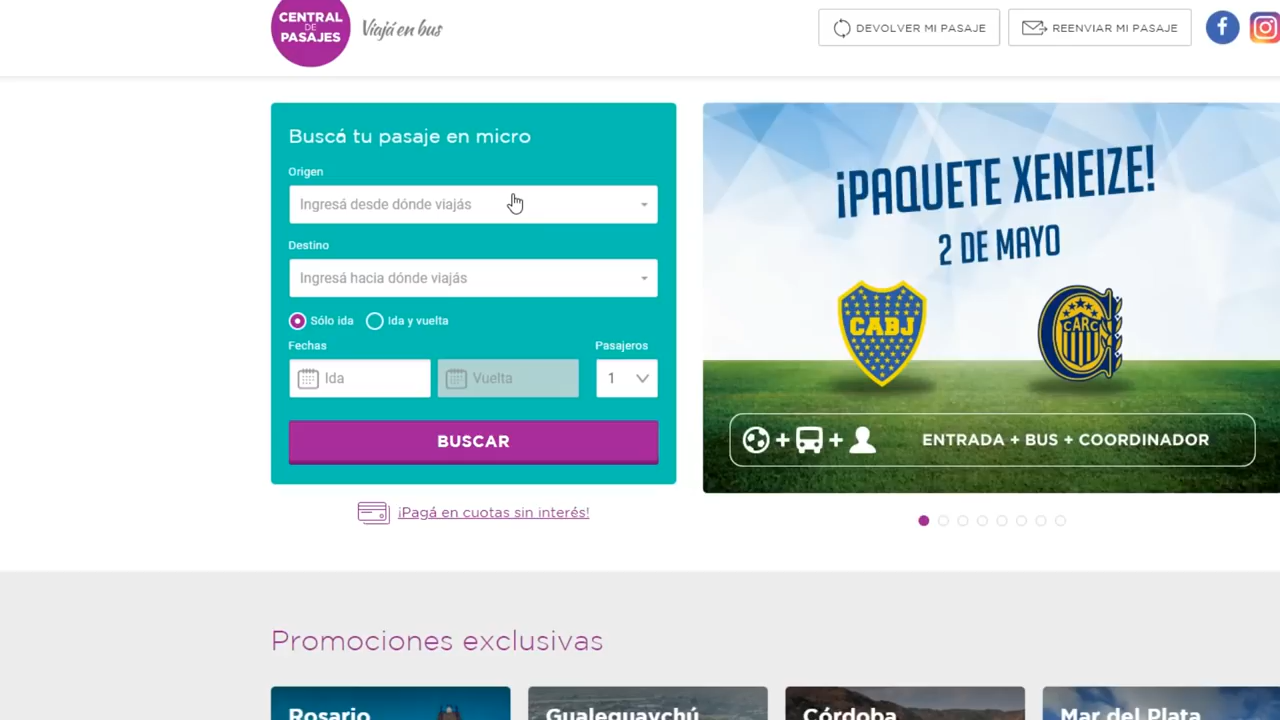 CENTRAL
DE
PASAJES
Viajá en bus
DEVOLVER MI PASAJE
REENVIAR MI PASAJE
Buscá tu pasaje en micro
Origen
Ingresá desde dónde viajás
Destino
Ingresá hacia dónde viajás
Sólo ida
Ida y vuelta
Fechas
Pasajeros
Ida
Vuelta
1
BUSCAR
¡Pagá en cuotas sin interés!
¡PAQUETE XENEIZE!
2 DE MAYO
CABJ
CARC
ENTRADA + BUS + COORDINADOR
Promociones exclusivas
Rosario
Gualeguaychú
Córdoba
Mar del Plata